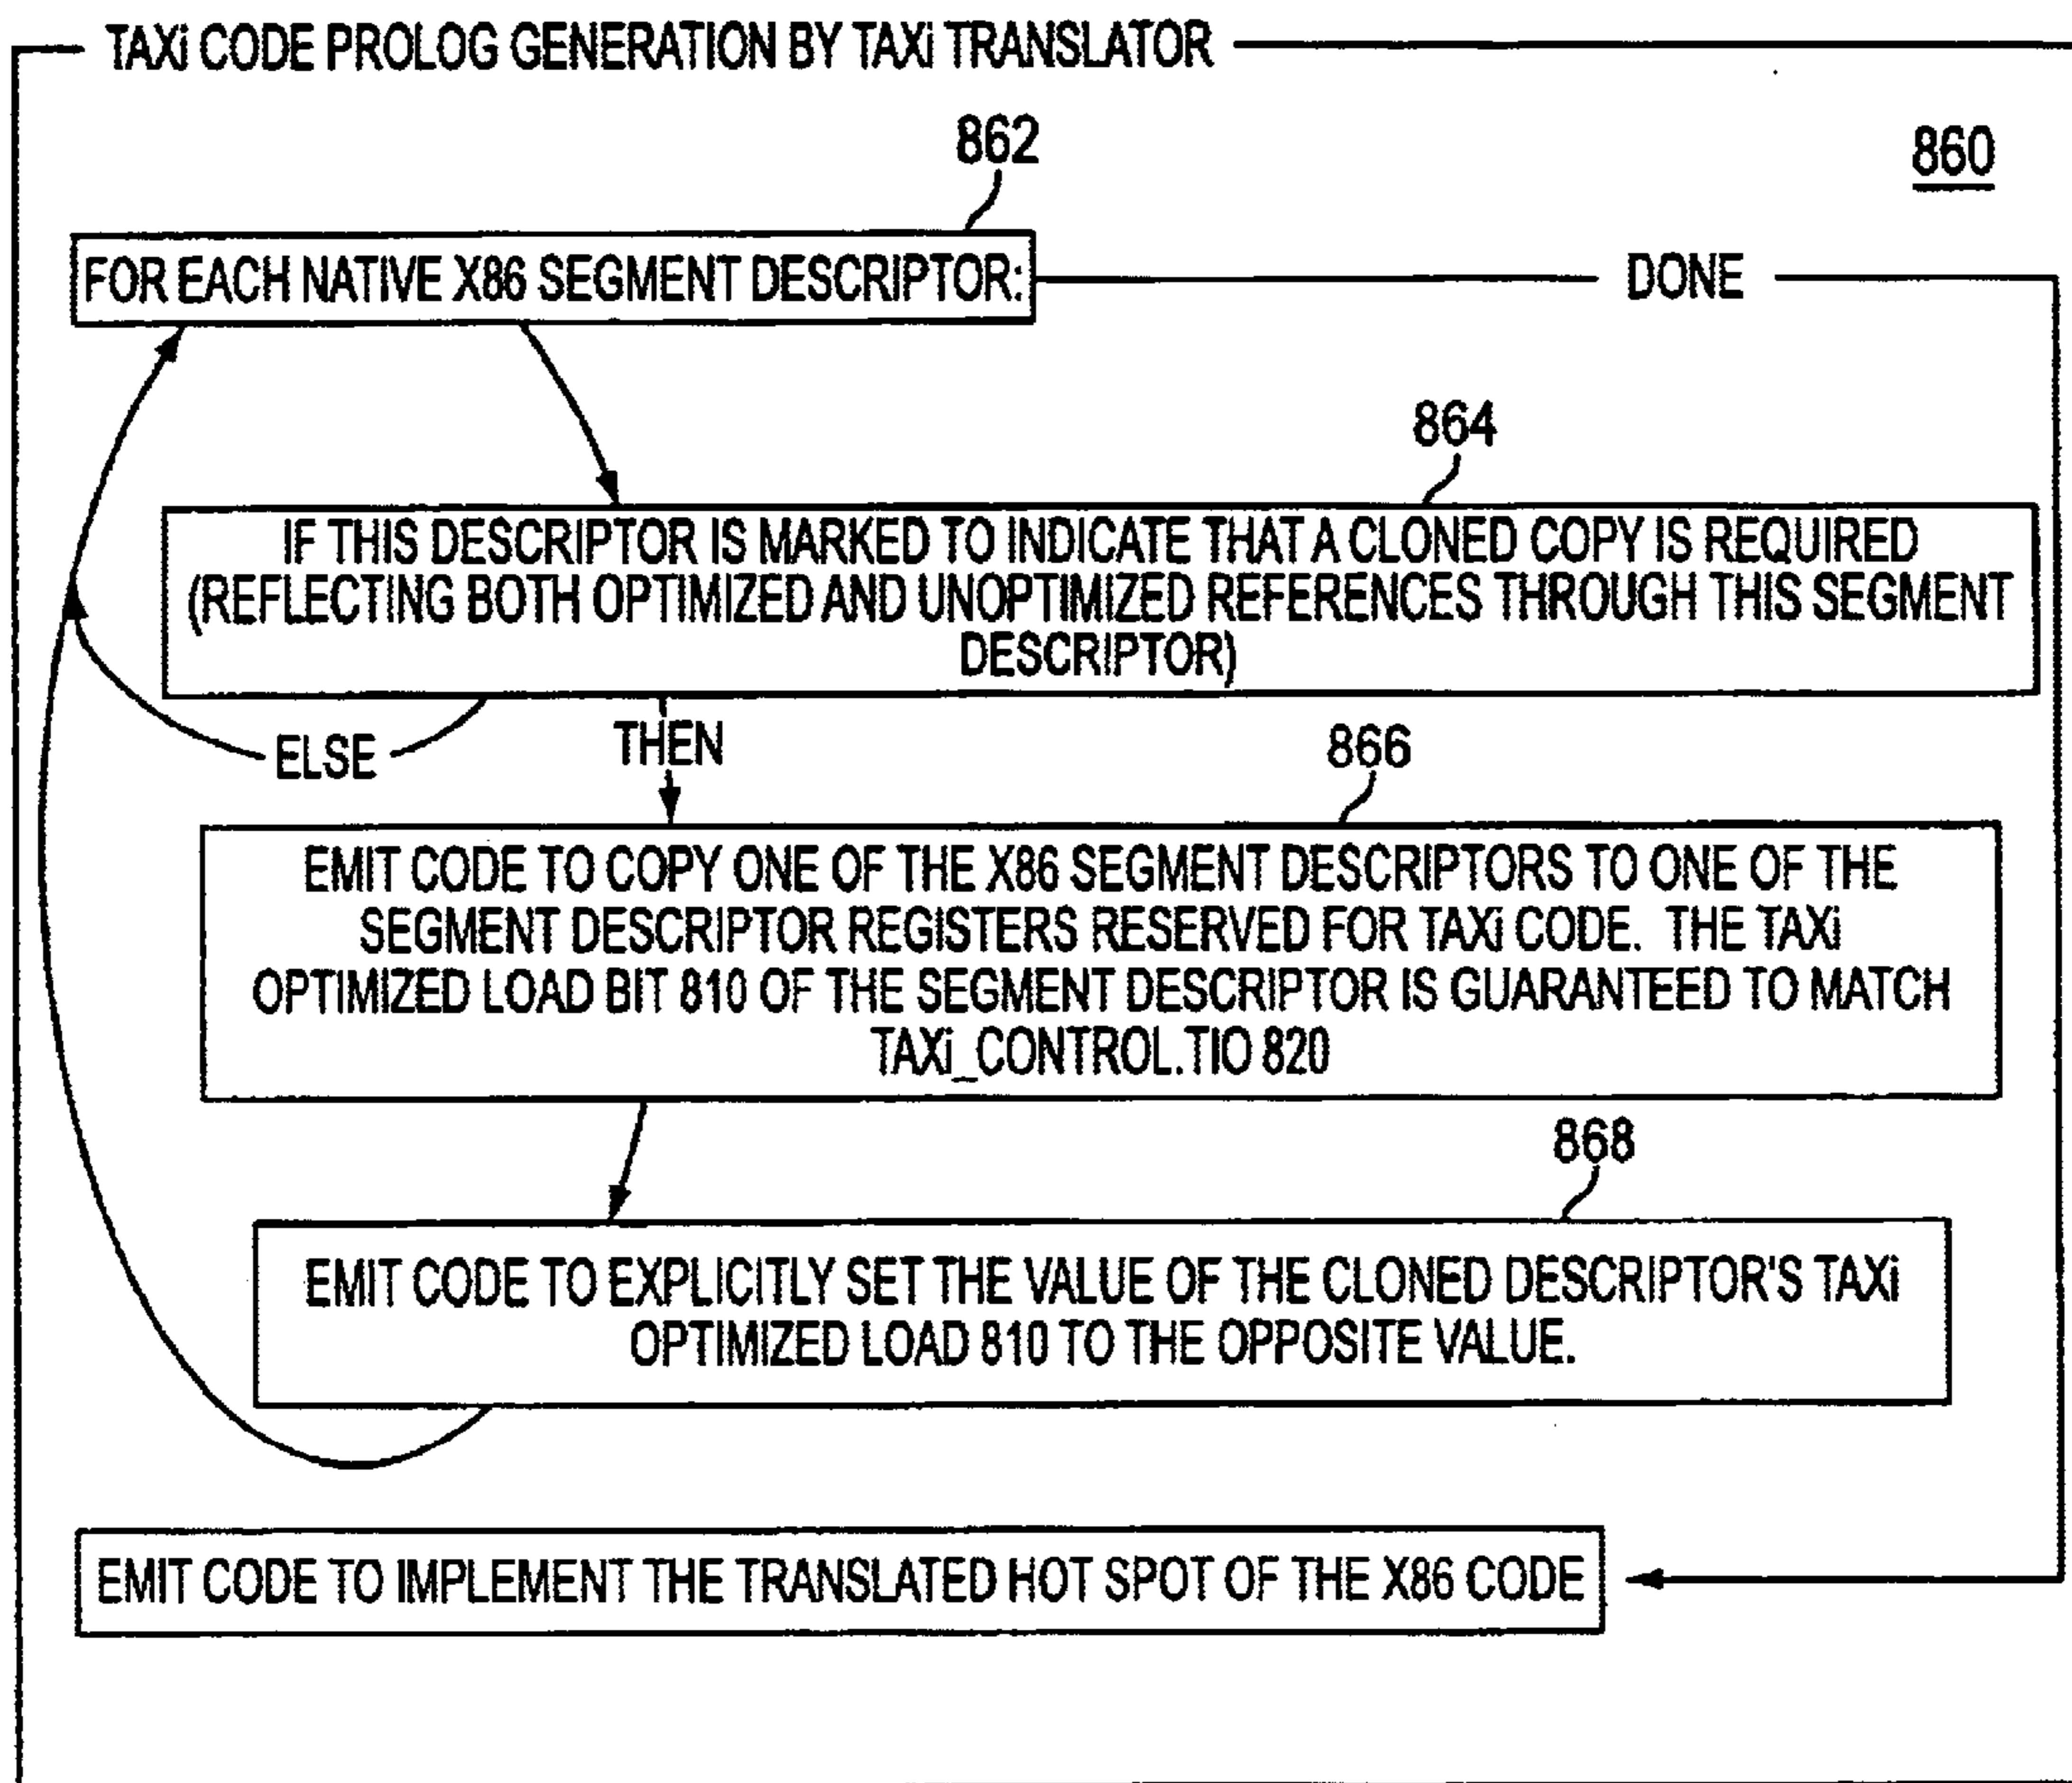 TAXi CODE PROLOG GENERATION BY TAXi TRANSLATOR
862
860
FOR EACH NATIVE X86 SEGMENT DESCRIPTOR:
DONE
864
IF THIS DESCRIPTOR IS MARKED TO INDICATE THAT A CLONED COPY IS REQUIRED
(REFLECTING BOTH OPTIMIZED AND UNOPTIMIZED REFERENCES THROUGH THIS SEGMENT
DESCRIPTOR)
ELSE
THEN
866
EMIT CODE TO COPY ONE OF THE X86 SEGMENT DESCRIPTORS TO ONE OF THE
SEGMENT DESCRIPTOR REGISTERS RESERVED FOR TAXi CODE. THE TAXi
OPTIMIZED LOAD BIT 810 OF THE SEGMENT DESCRIPTOR IS GUARANTEED TO MATCH
TAXi_CONTROL.TIO 820
868
EMIT CODE TO EXPLICITLY SET THE VALUE OF THE CLONED DESCRIPTOR'S TAXi
OPTIMIZED LOAD 810 TO THE OPPOSITE VALUE.
EMIT CODE TO IMPLEMENT THE TRANSLATED HOT SPOT OF THE X86 CODE